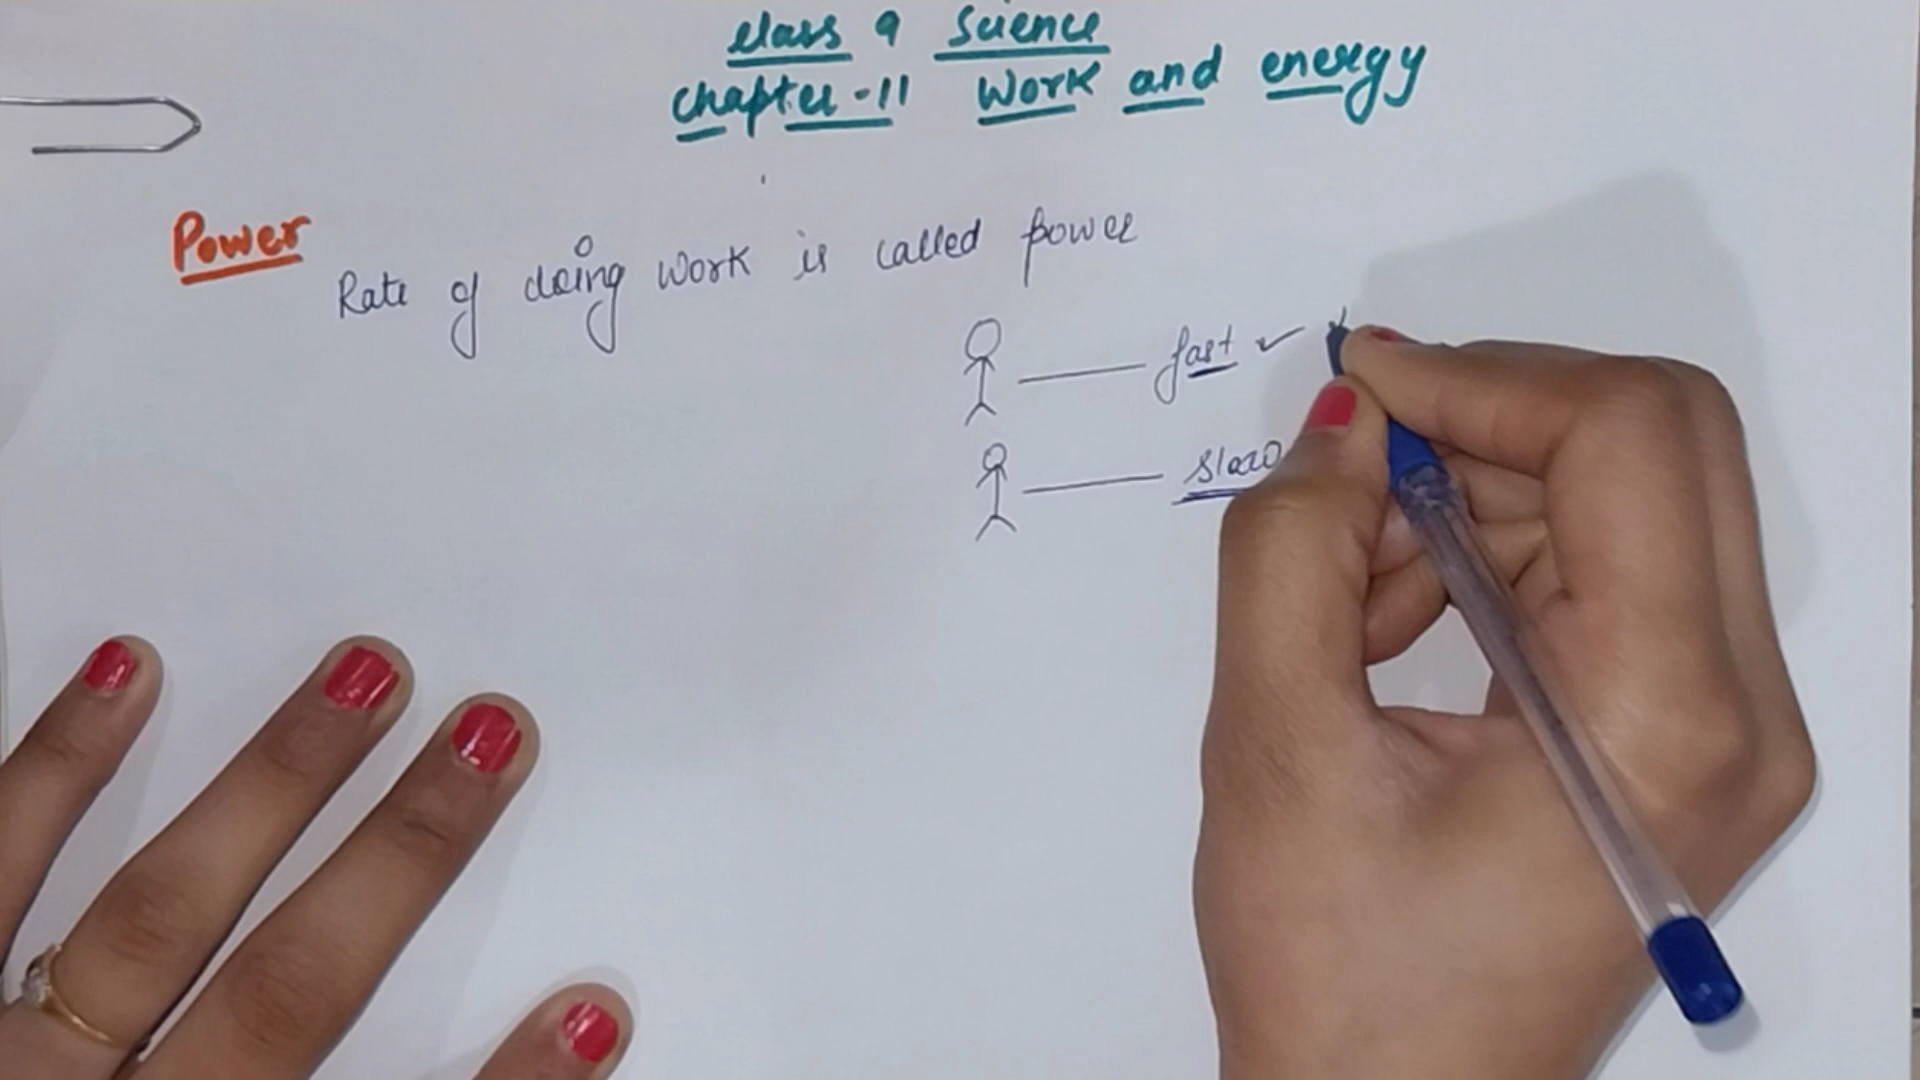 class 9 Science
chapter-11 Work and energy
Power
Rate of doing work is called power
fast ✓
slow